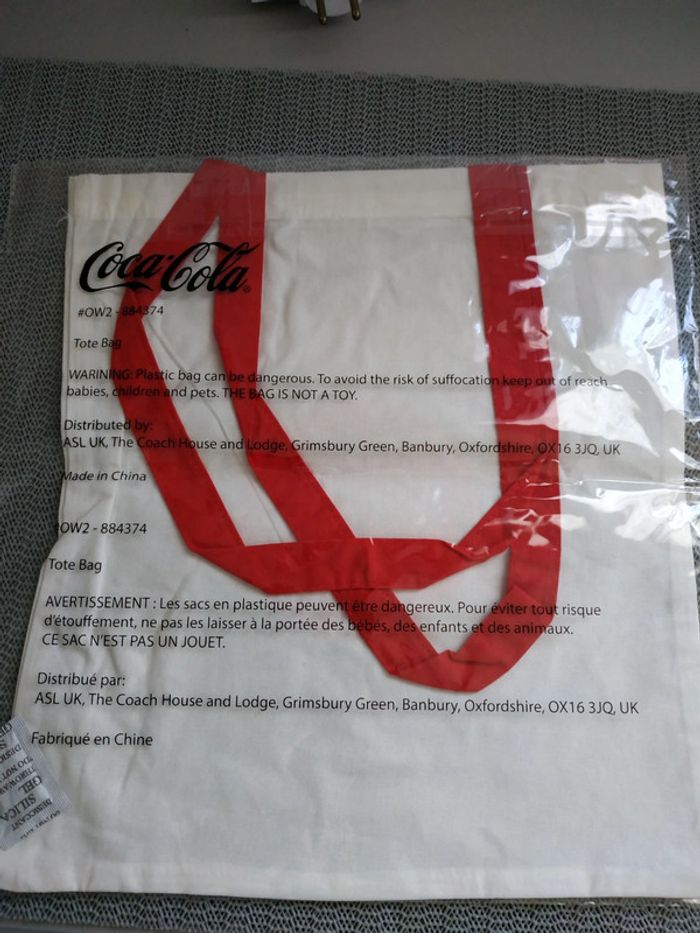 Coca-Cola®
#OW2 - 884374
Tote Bag
WARNING: Plastic bag can be dangerous. To avoid the risk of suffocation keep out of reach
babies, children and pets. THE BAG IS NOT A TOY.
Distributed by:
ASL UK, The Coach House and Lodge, Grimsbury Green, Banbury, Oxfordshire, OX16 3JQ, UK
Made in China
#OW2 - 884374
Tote Bag
AVERTISSEMENT : Les sacs en plastique peuvent être dangereux. Pour éviter tout risque
d'étouffement, ne pas les laisser à la portée des bébés, des enfants et des animaux.
CE SAC N'EST PAS UN JOUET.
Distribué par:
ASL UK, The Coach House and Lodge, Grimsbury Green, Banbury, Oxfordshire, OX16 3JQ, UK
Fabriqué en Chine
DESICCANT
SILICA
GEL